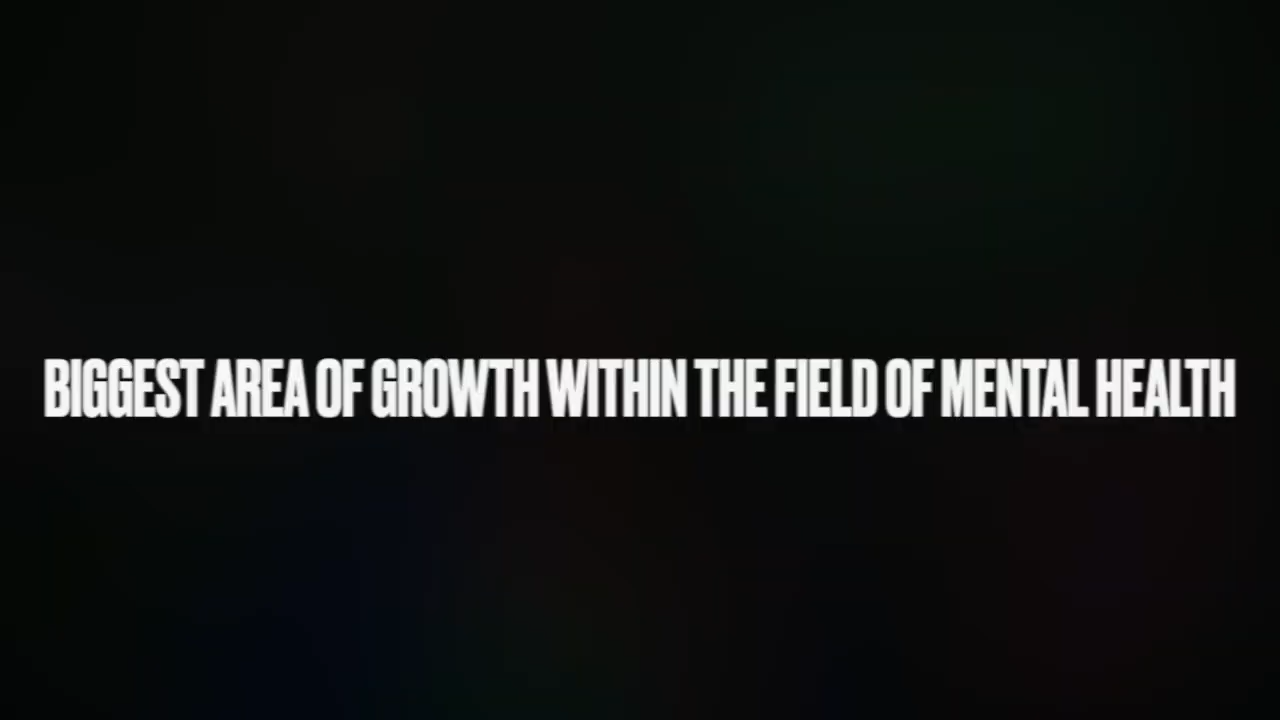 BIGGEST AREA OF GROWTH WITHIN THE FIELD OF MENTAL HEALTH